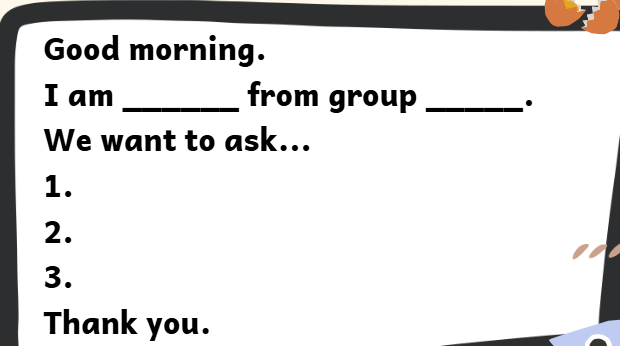 Good morning.
I am ______ from group _____.
We want to ask...
1.
2.
3.
Thank you.